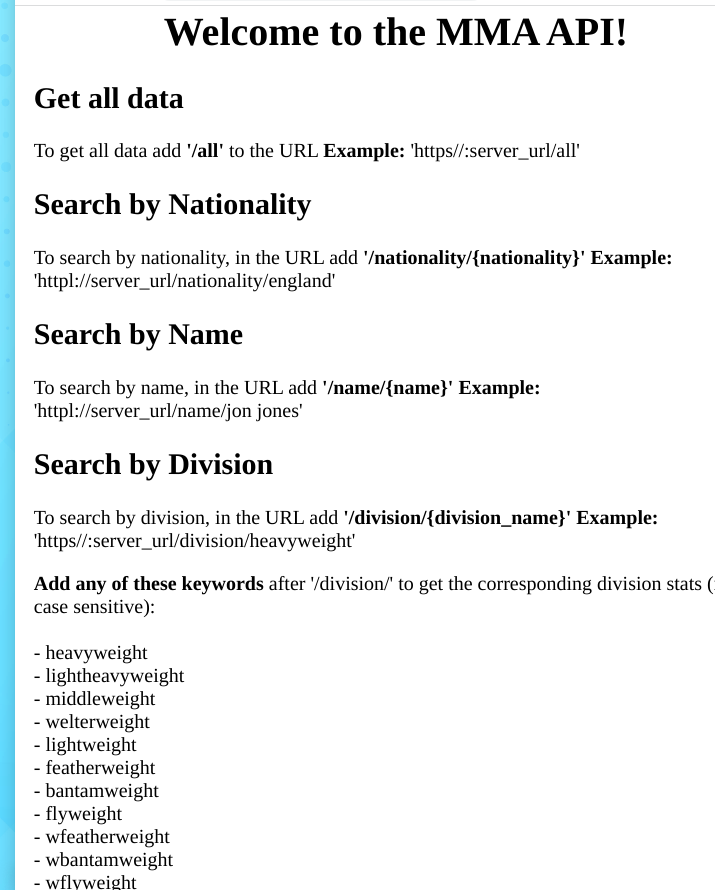 Welcome to the MMA API!
Get all data
To get all data add '/all' to the URL Example: 'https//:server_url/all'
Search by Nationality
To search by nationality, in the URL add '/nationality/{nationality}' Example:
'httpl://server_url/nationality/england'
Search by Name
To search by name, in the URL add '/name/{name}' Example:
'httpl://server_url/name/jon jones'
Search by Division
To search by division, in the URL add '/division/{division_name}' Example:
'https//:server_url/division/heavyweight'
Add any of these keywords after '/division/' to get the corresponding division stats (
case sensitive):
- heavyweight
- lightheavyweight
- middleweight
- welterweight
- lightweight
- featherweight
- bantamweight
- flyweight
- wfeatherweight
- wbantamweight
- wflyweight